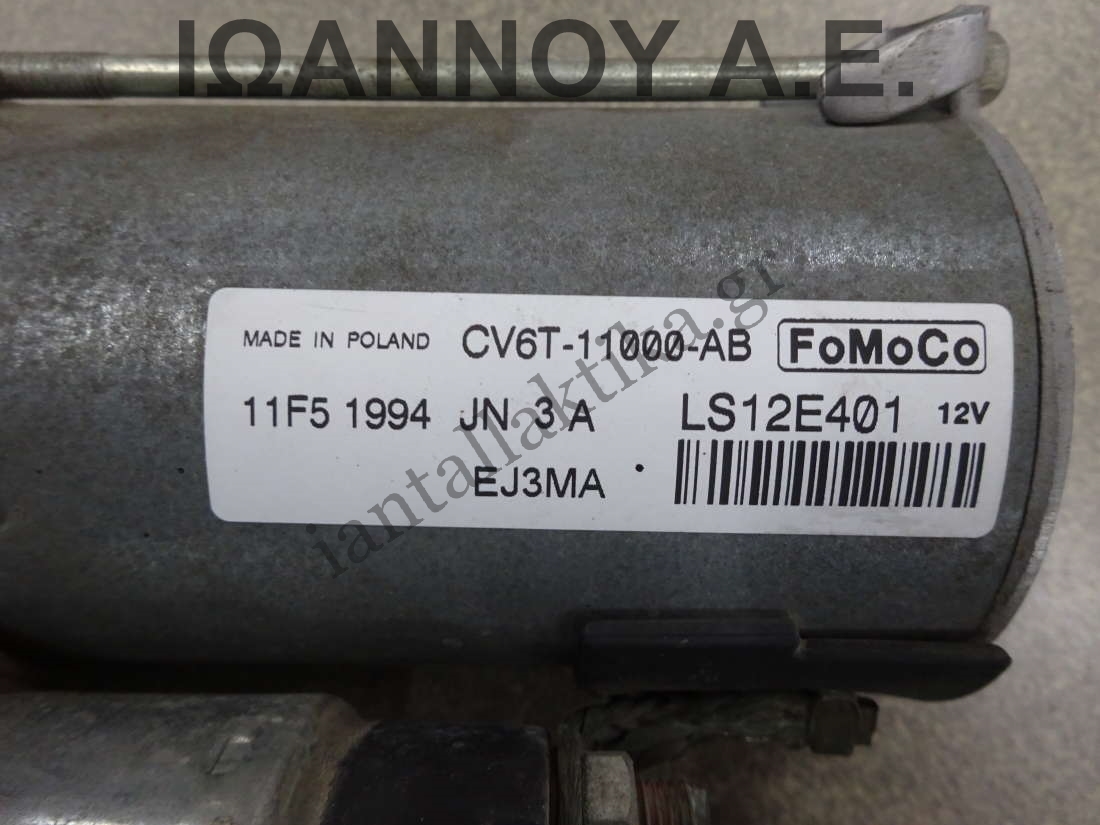 ΙΩΑΝΝΟΥ Α.Ε.
MADE IN POLAND CV6T-11000-AB FoMoCo
11F5 1994 JN 3 A LS12E401 12V
EJ3MA
iantallaktika.gr